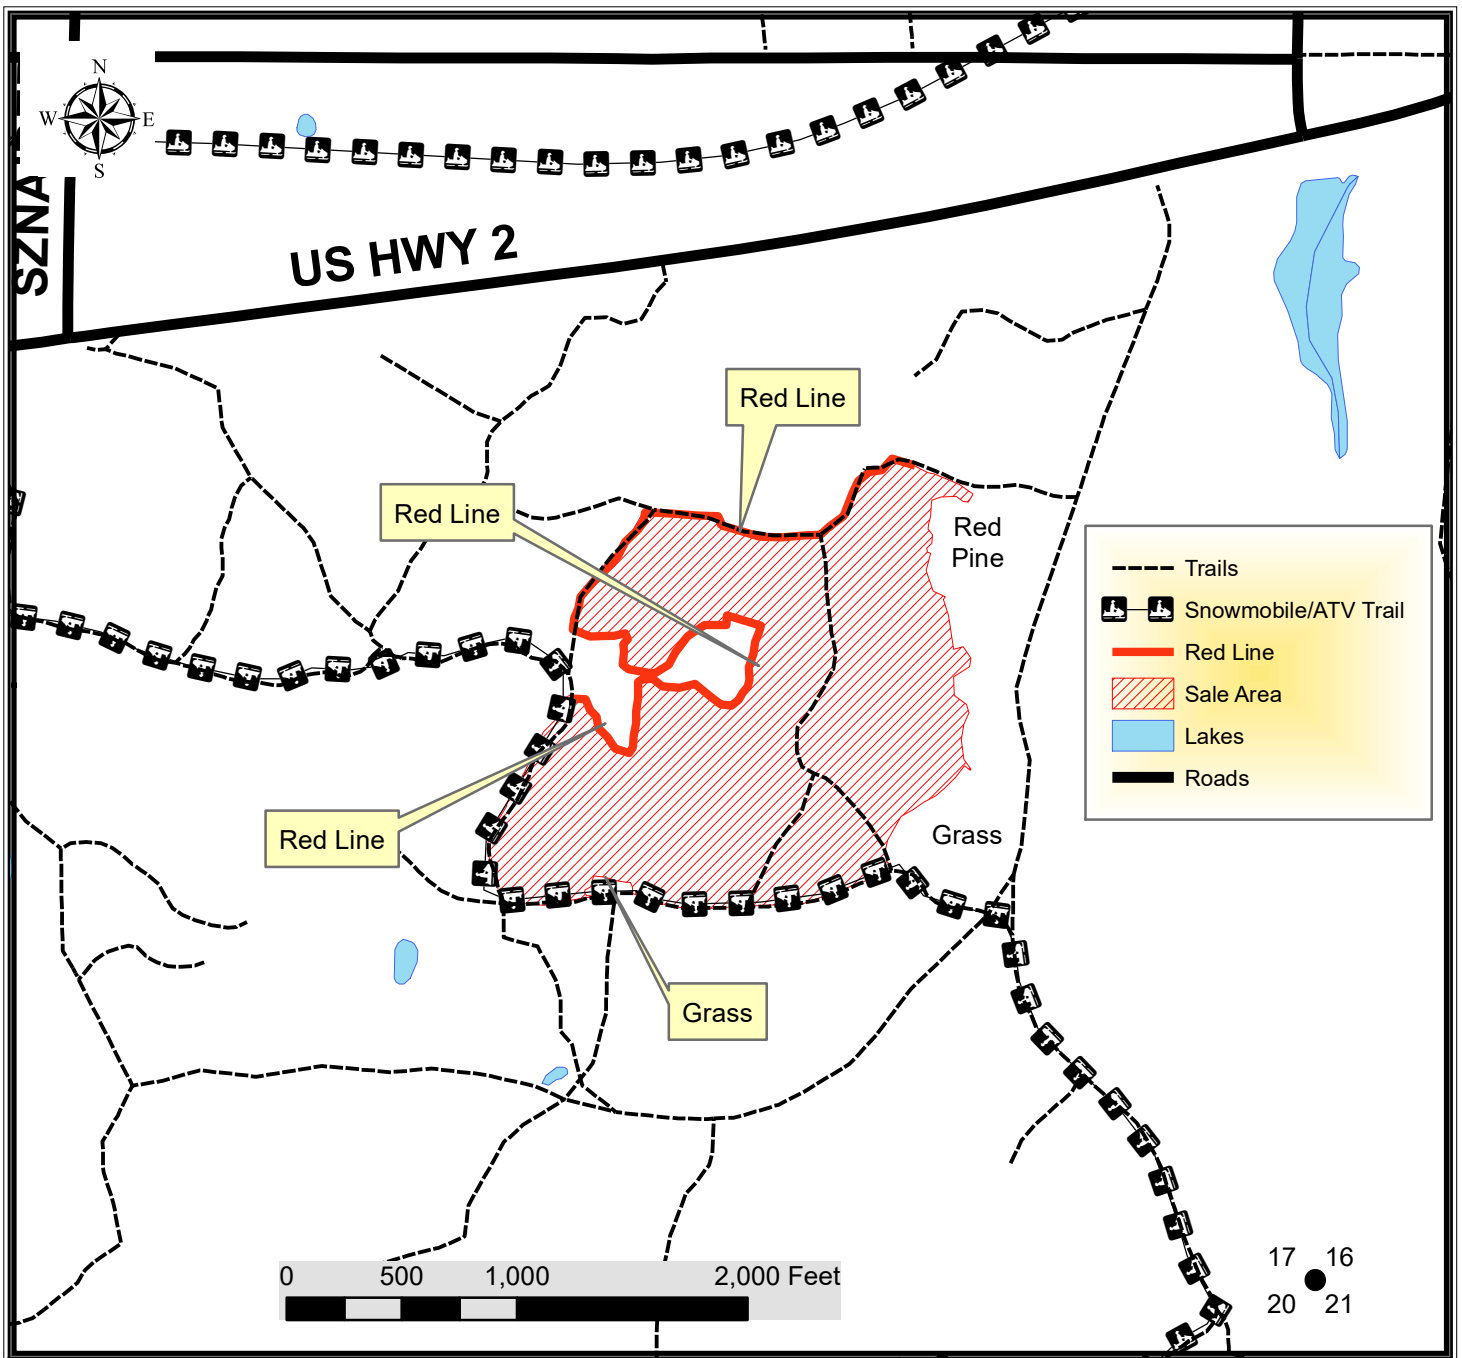 N
W E
S
SZNA
US HWY 2
Red Line
Red Line
Red
Pine
Trails
Snowmobile/ATV Trail
Red Line
Sale Area
Lakes
Roads
Red Line
Grass
Grass
0 500 1,000 2,000 Feet
17 16
20 21